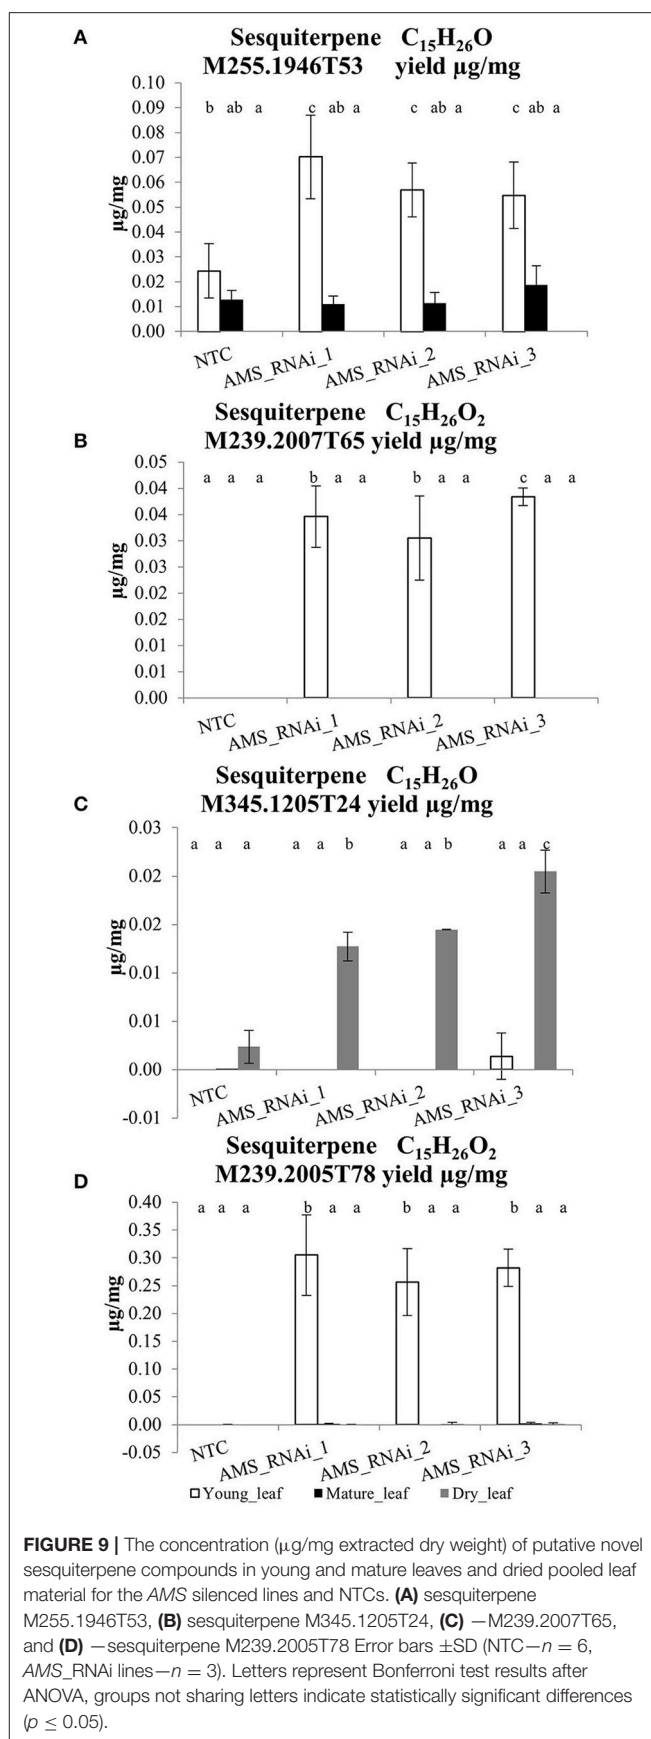 A
Sesquiterpene C₁₅H₂₆O
M255.1946T53 yield µg/mg
0.10
0.09
0.08
0.07
0.06
0.05
0.04
0.03
0.02
0.01
0.00
µg/mg
b ab a c ab a c ab a c ab a
NTC AMS_RNAi_1 AMS_RNAi_2 AMS_RNAi_3
B
Sesquiterpene C₁₅H₂₆O₂
M239.2007T65 yield µg/mg
0.05
0.04
0.04
0.03
0.03
0.02
0.02
0.01
0.01
0.00
µg/mg
a a a b a a b a a c a a
NTC AMS_RNAi_1 AMS_RNAi_2 AMS_RNAi_3
C
Sesquiterpene C₁₅H₂₆O
M345.1205T24 yield µg/mg
0.03
0.02
0.02
0.01
0.01
0.00
-0.01
µg/mg
a a a a a b a a b a a c
NTC AMS_RNAi_1 AMS_RNAi_2 AMS_RNAi_3
D
Sesquiterpene C₁₅H₂₆O₂
M239.2005T78 yield µg/mg
0.40
0.35
0.30
0.25
0.20
0.15
0.10
0.05
0.00
-0.05
µg/mg
a a a b a a b a a b a a
NTC AMS_RNAi_1 AMS_RNAi_2 AMS_RNAi_3
Young_leaf Mature_leaf Dry_leaf
FIGURE 9 | The concentration (µg/mg extracted dry weight) of putative novel
sesquiterpene compounds in young and mature leaves and dried pooled leaf
material for the AMS silenced lines and NTCs. (A) sesquiterpene
M255.1946T53, (B) sesquiterpene M345.1205T24, (C) —M239.2007T65,
and (D) —sesquiterpene M239.2005T78 Error bars ±SD (NTC—n = 6,
AMS_RNAi lines—n = 3). Letters represent Bonferroni test results after
ANOVA, groups not sharing letters indicate statistically significant differences
(p ≤ 0.05).